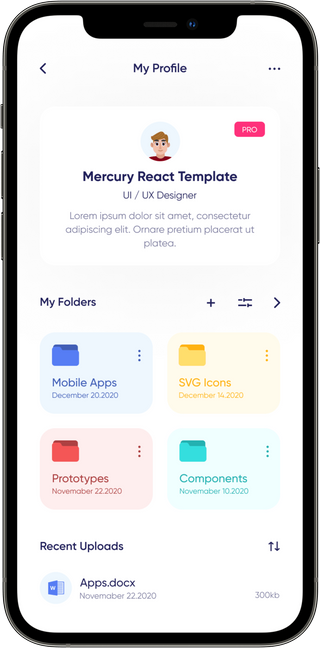 My Profile
PRO
Mercury React Template
UI / UX Designer
Lorem ipsum dolor sit amet, consectetur
adipiscing elit. Ornare pretium placerat ut
platea.
My Folders
Mobile Apps
December 20.2020
SVG Icons
December 14.2020
Prototypes
Novemaber 22.2020
Components
Novemaber 10.2020
Recent Uploads
W
Apps.docx
Novemaber 22.2020
300kb